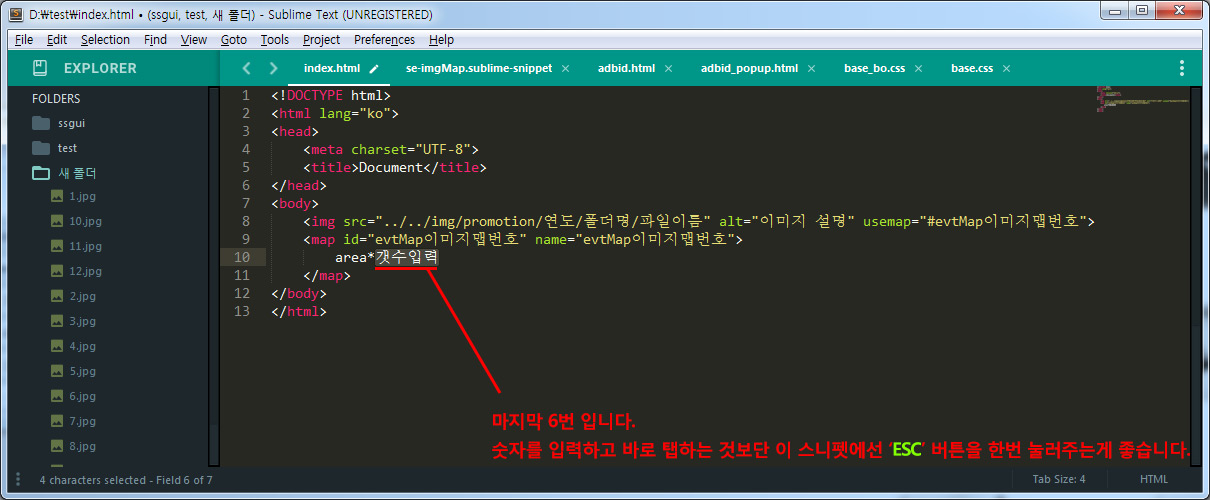 D:₩test₩index.html • (ssgui, test, 새 폴더) - Sublime Text (UNREGISTERED)
File Edit Selection Find View Goto Tools Project Preferences Help
EXPLORER
index.html se-imgMap.sublime-snippet × adbid.html × adbid_popup.html × base_bo.css × base.css ×
FOLDERS
ssgui
test
새 폴더
1.jpg
10.jpg
11.jpg
12.jpg
2.jpg
3.jpg
4.jpg
5.jpg
6.jpg
7.jpg
8.jpg
1 <!DOCTYPE html>
2 <html lang="ko">
3 <head>
4 <meta charset="UTF-8">
5 <title>Document</title>
6 </head>
7 <body>
8 <img src="../../img/promotion/연도/폴더명/파일이름" alt="이미지 설명" usemap="#evtMap이미지맵번호">
9 <map id="evtMap이미지맵번호" name="evtMap이미지맵번호">
10 area*갯수입력
11 </map>
12 </body>
13 </html>
마지막 6번 입니다.
숫자를 입력하고 바로 탭하는 것보단 이 스니펫에선 ‘ESC’ 버튼을 한번 눌러주는게 좋습니다.
4 characters selected - Field 6 of 7
Tab Size: 4
HTML